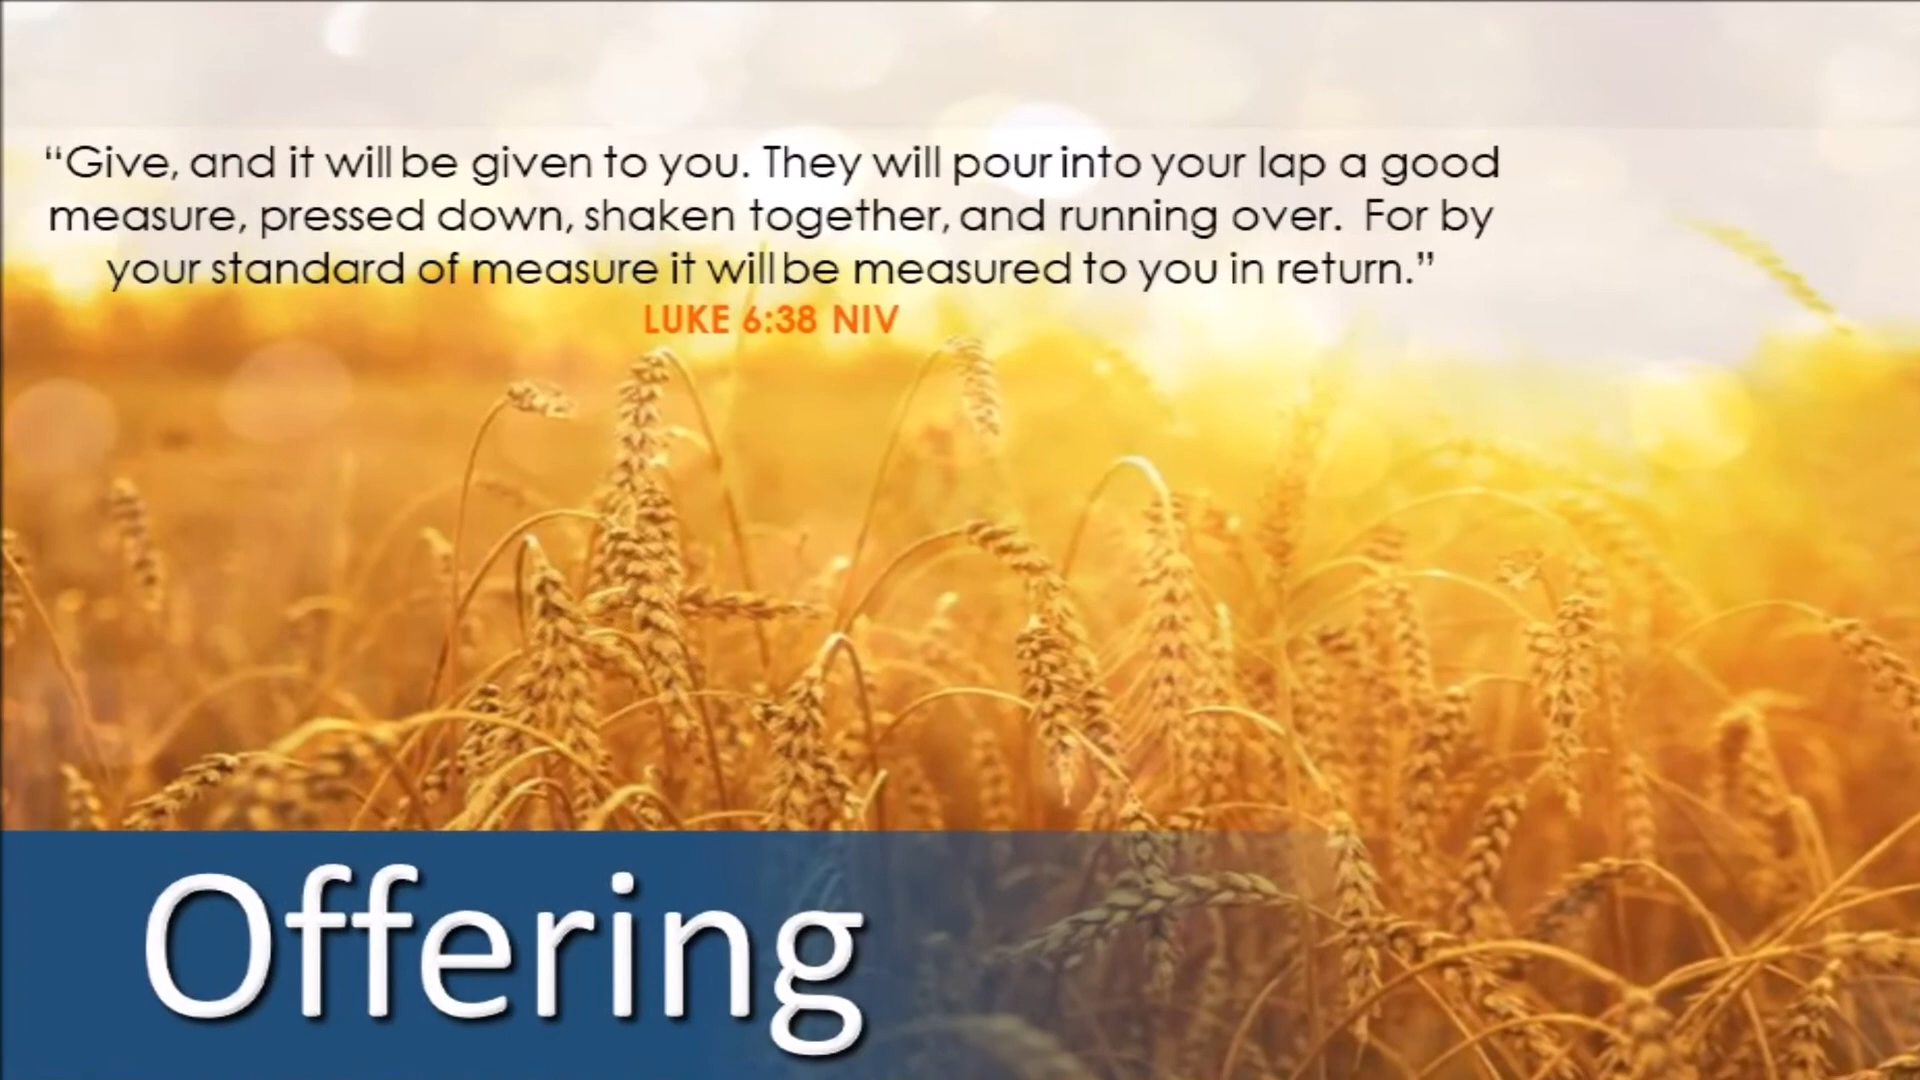 “Give, and it will be given to you. They will pour into your lap a good
measure, pressed down, shaken together, and running over. For by
your standard of measure it will be measured to you in return.”
LUKE 6:38 NIV
Offering